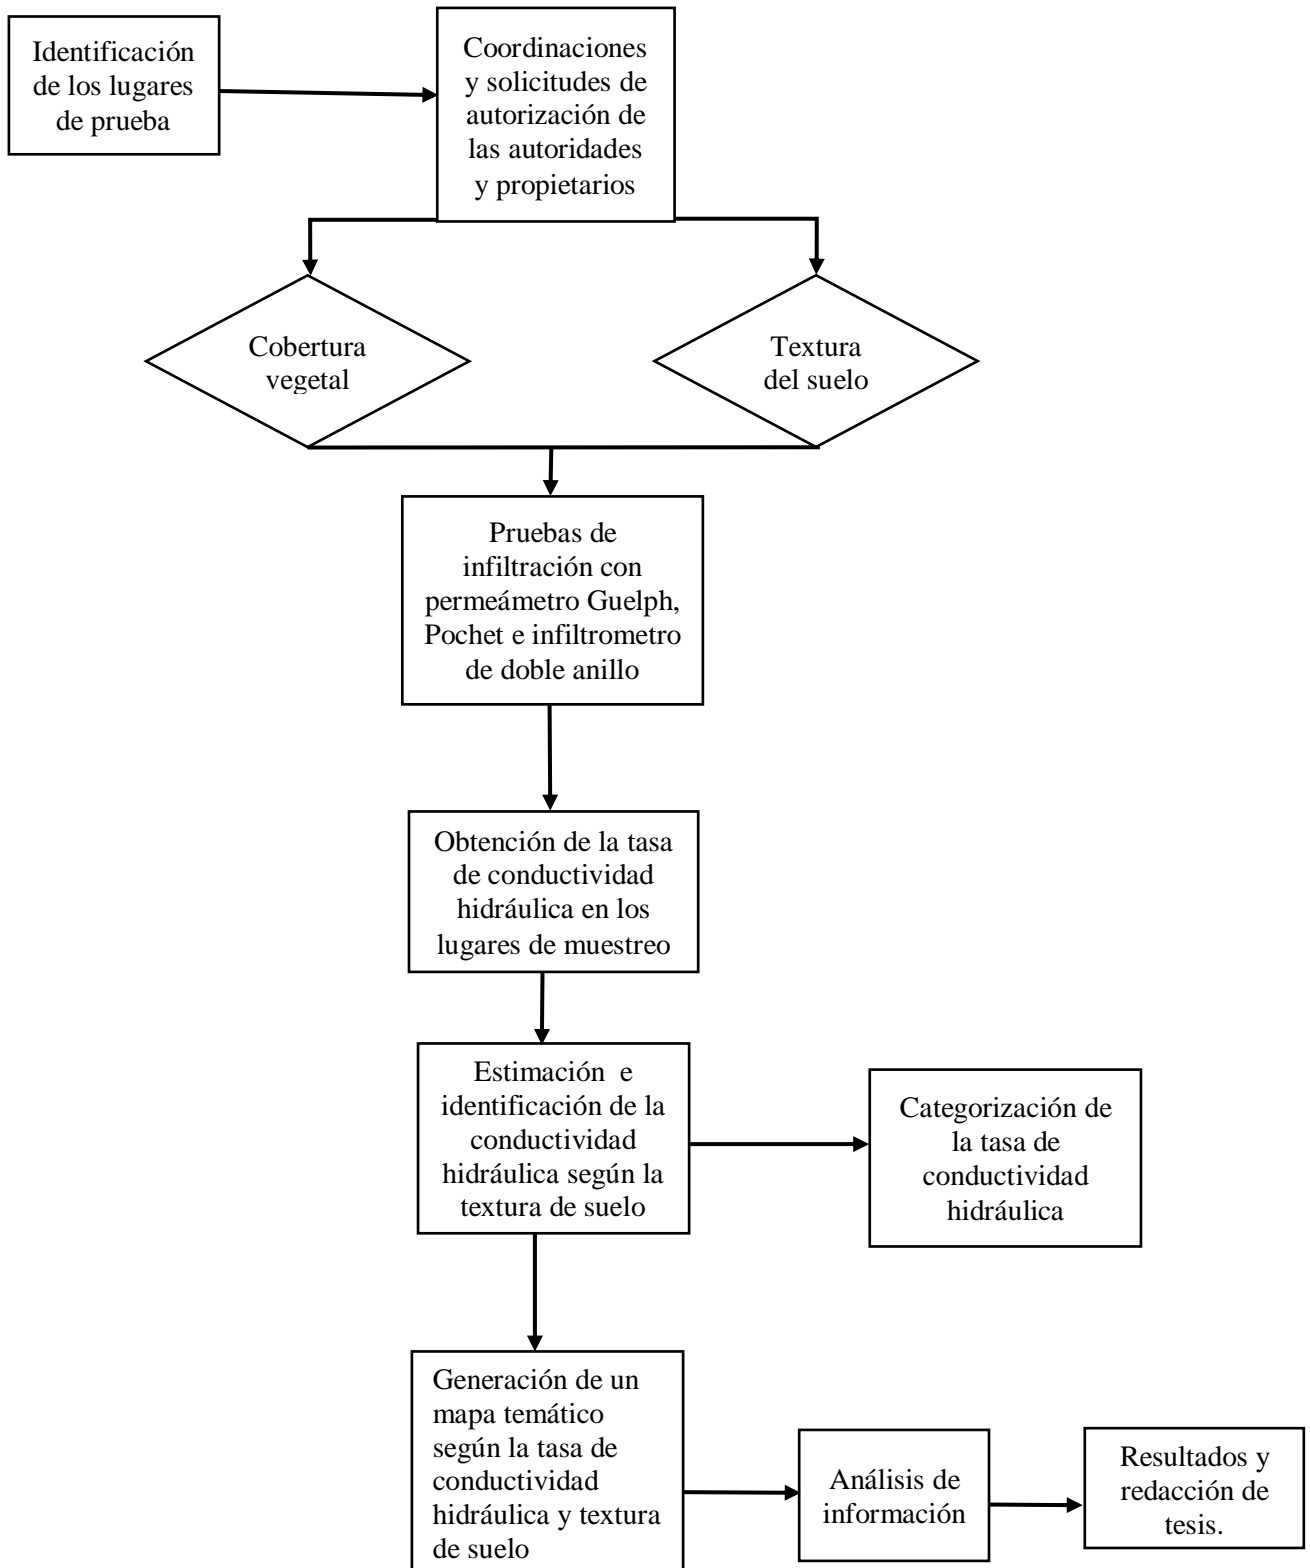 Identificación
de los lugares
de prueba
Coordinaciones
y solicitudes de
autorización de
las autoridades
y propietarios
Cobertura
vegetal
Textura
del suelo
Pruebas de
infiltración con
permeámetro Guelph,
Pochet e infiltrometro
de doble anillo
Obtención de la tasa
de conductividad
hidráulica en los
lugares de muestreo
Estimación e
identificación de la
conductividad
hidráulica según la
textura de suelo
Categorización de
la tasa de
conductividad
hidráulica
Generación de un
mapa temático
según la tasa de
conductividad
hidráulica y textura
de suelo
Análisis de
información
Resultados y
redacción de
tesis.